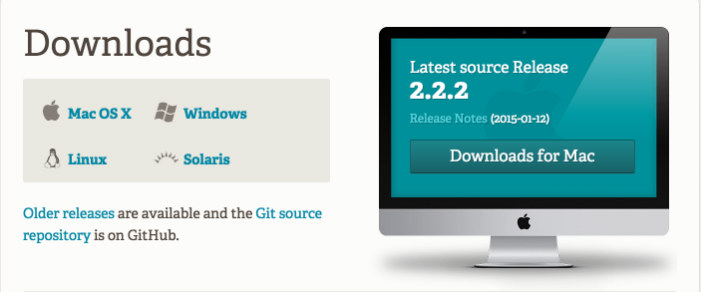 Downloads
Mac OS X
Windows
Linux
Solaris
Older releases are available and the Git source
repository is on GitHub.
Latest source Release
2.2.2
Release Notes (2015-01-12)
Downloads for Mac